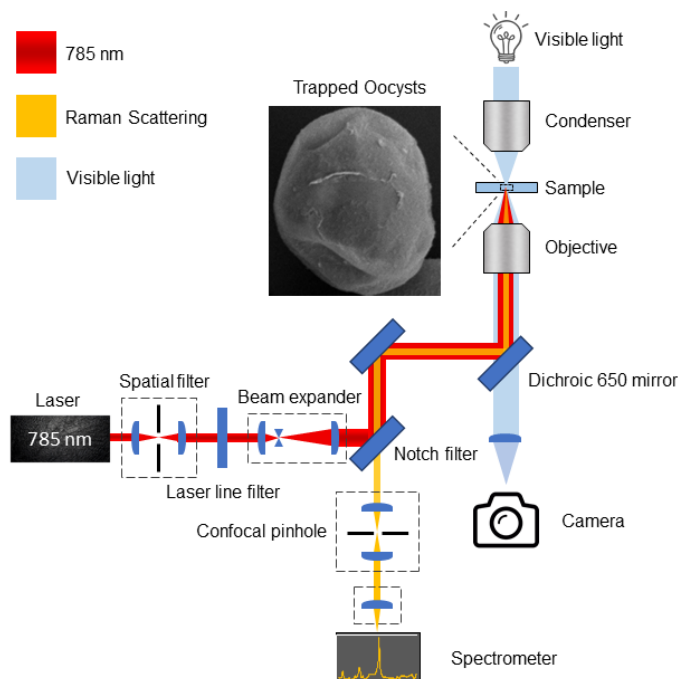 785 nm
Raman Scattering
Visible light
Visible light
Trapped Oocysts
Condenser
Sample
Objective
Dichroic 650 mirror
Laser
Spatial filter
Beam expander
785 nm
Laser line filter
Notch filter
Confocal pinhole
Camera
Spectrometer